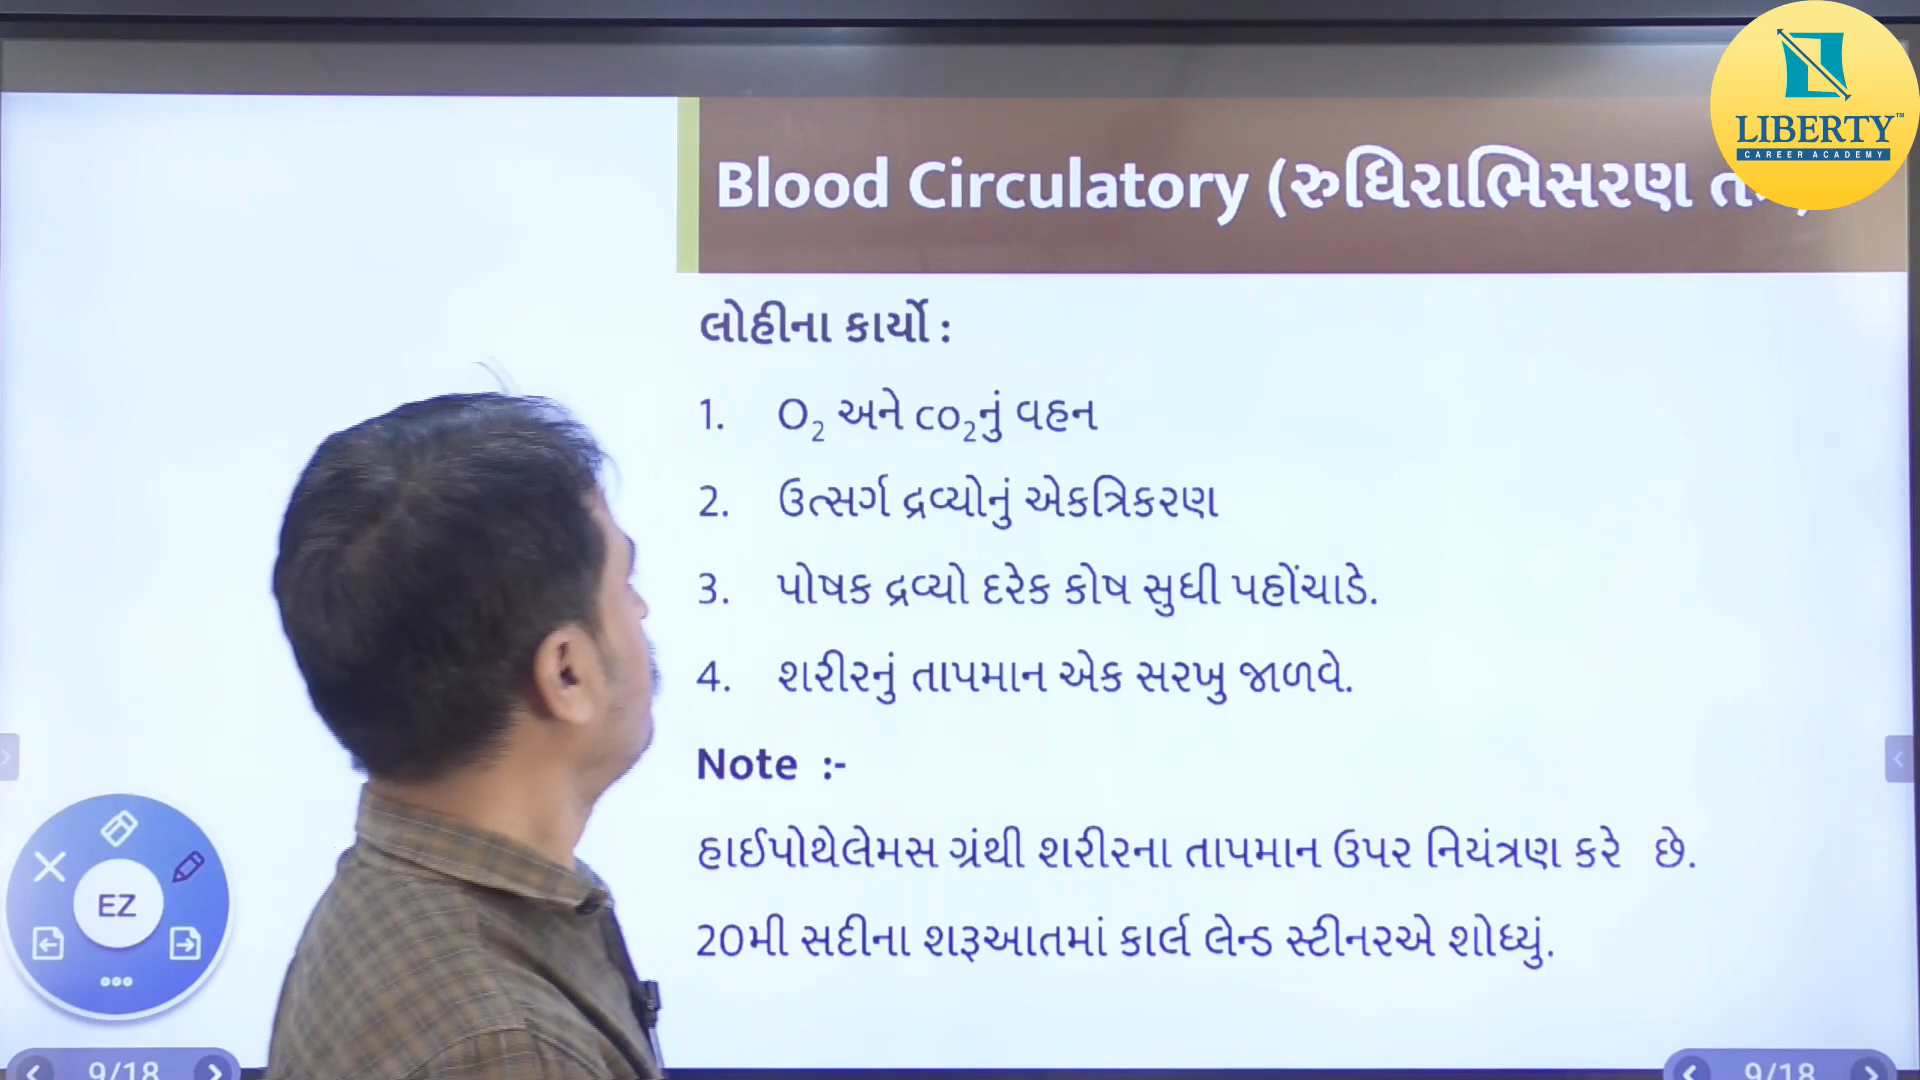 LIBERTY™
CAREER ACADEMY
Blood Circulatory (રુધિરાભિસરણ
લોહીના કાર્યો :
1. O₂ અને co₂નું વહન
2. ઉત્સર્ગ દ્રવ્યોનું એકત્રિકરણ
3. પોષક દ્રવ્યો દરેક કોષ સુધી પહોંચાડે.
4. શરીરનું તાપમાન એક સરખુ જાળવે.
Note :-
હાઈપોથેલેમસ ગ્રંથી શરીરના તાપમાન ઉપર નિયંત્રણ કરે છે.
20મી સદીના શરૂઆતમાં કાર્લ લેન્ડ સ્ટીનરએ શોધ્યું.
EZ
9/18
9/18